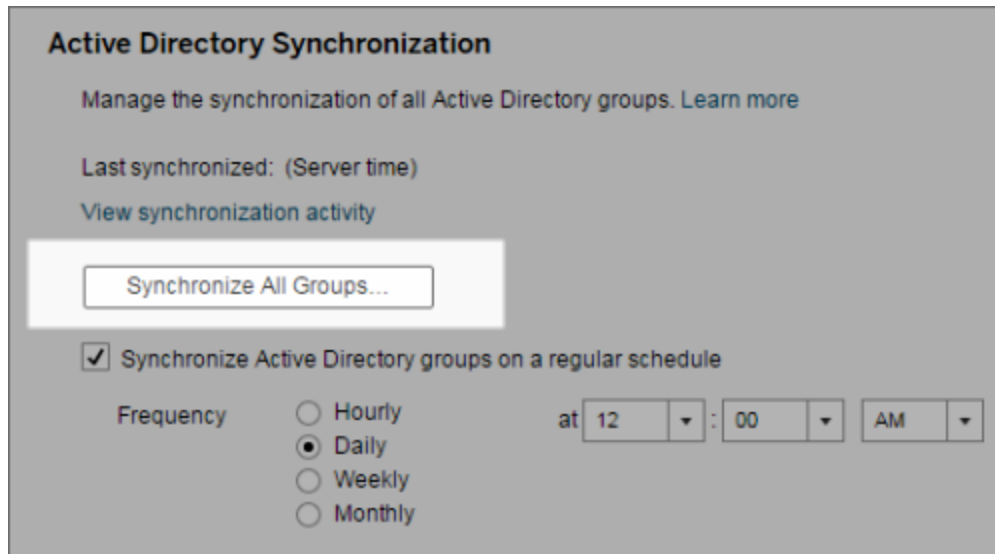 Active Directory Synchronization
Manage the synchronization of all Active Directory groups. Learn more
Last synchronized: (Server time)
View synchronization activity
Synchronize All Groups...
Synchronize Active Directory groups on a regular schedule
Frequency Hourly at 12 : 00 AM
Daily
Weekly
Monthly